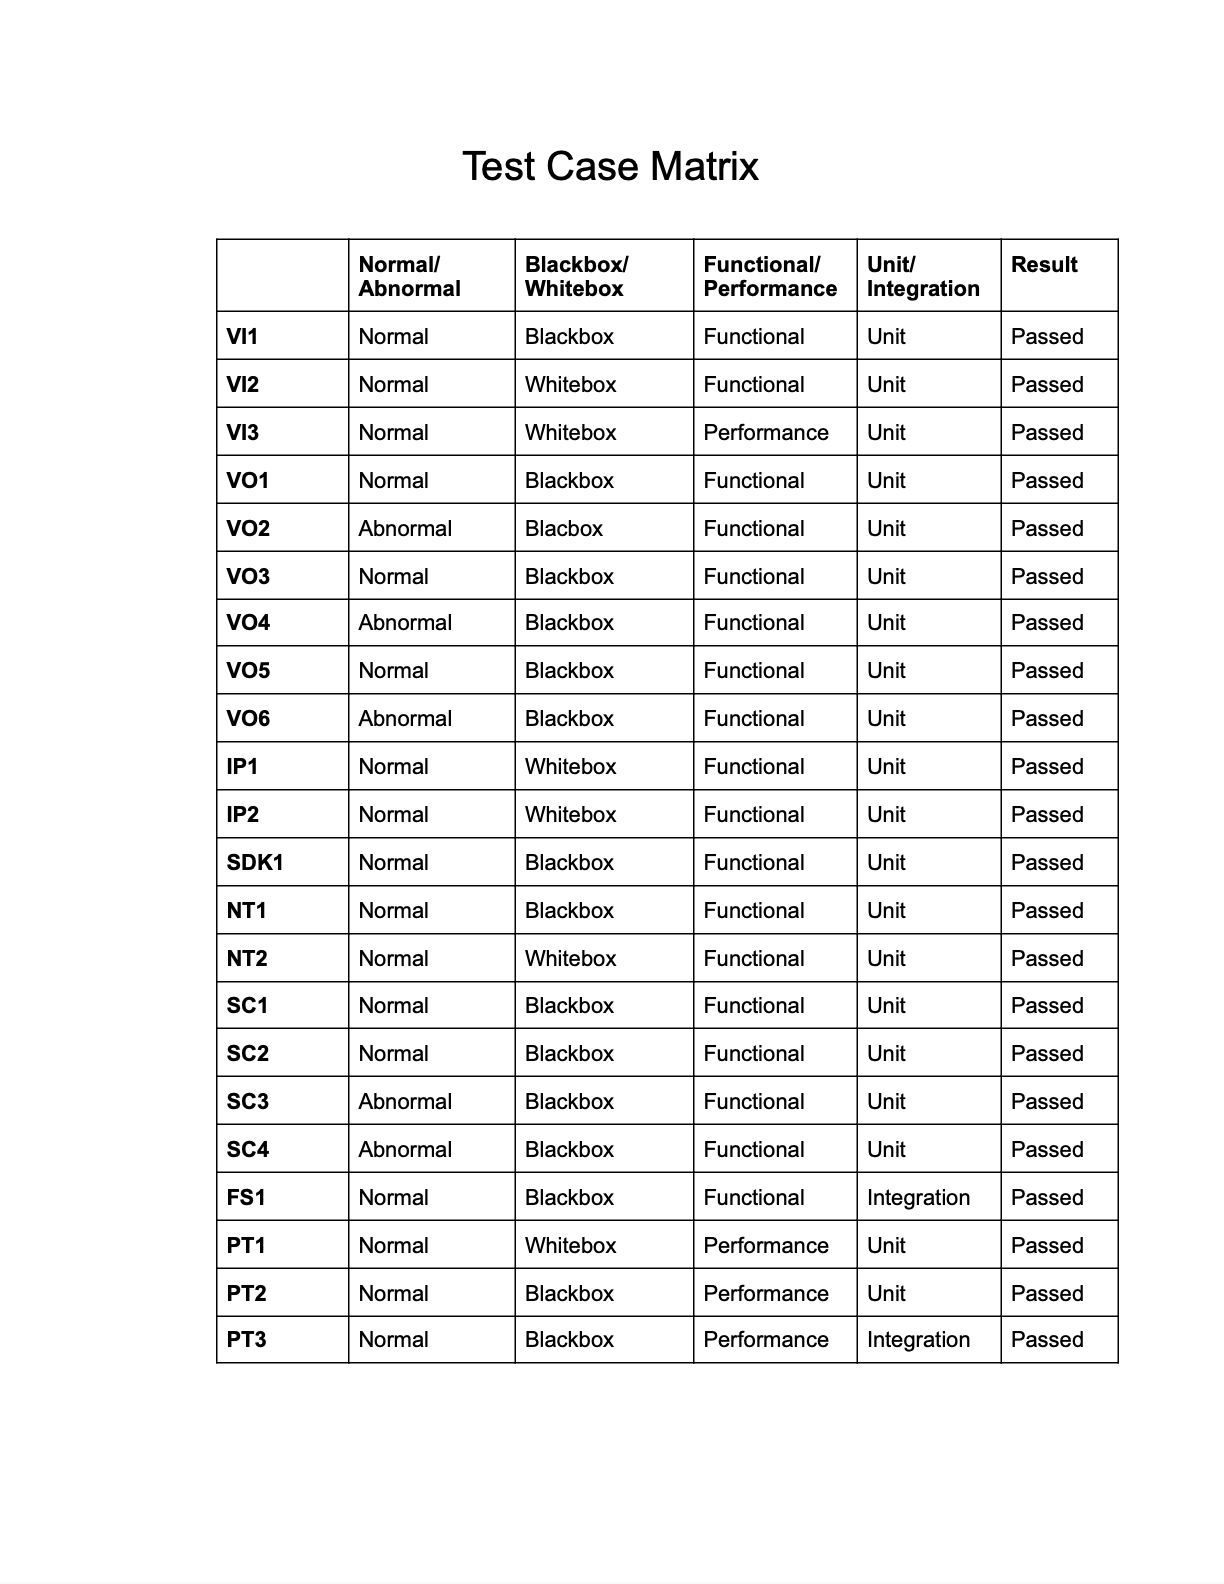 Test Case Matrix
Normal/ Blackbox/ Functional/ Unit/ Result
Abnormal Whitebox Performance Integration
VI1 Normal Blackbox Functional Unit Passed
VI2 Normal Whitebox Functional Unit Passed
VI3 Normal Whitebox Performance Unit Passed
VO1 Normal Blackbox Functional Unit Passed
VO2 Abnormal Blacbox Functional Unit Passed
VO3 Normal Blackbox Functional Unit Passed
VO4 Abnormal Blackbox Functional Unit Passed
VO5 Normal Blackbox Functional Unit Passed
VO6 Abnormal Blackbox Functional Unit Passed
IP1 Normal Whitebox Functional Unit Passed
IP2 Normal Whitebox Functional Unit Passed
SDK1 Normal Blackbox Functional Unit Passed
NT1 Normal Blackbox Functional Unit Passed
NT2 Normal Whitebox Functional Unit Passed
SC1 Normal Blackbox Functional Unit Passed
SC2 Normal Blackbox Functional Unit Passed
SC3 Abnormal Blackbox Functional Unit Passed
SC4 Abnormal Blackbox Functional Unit Passed
FS1 Normal Blackbox Functional Integration Passed
PT1 Normal Whitebox Performance Unit Passed
PT2 Normal Blackbox Performance Unit Passed
PT3 Normal Blackbox Performance Integration Passed